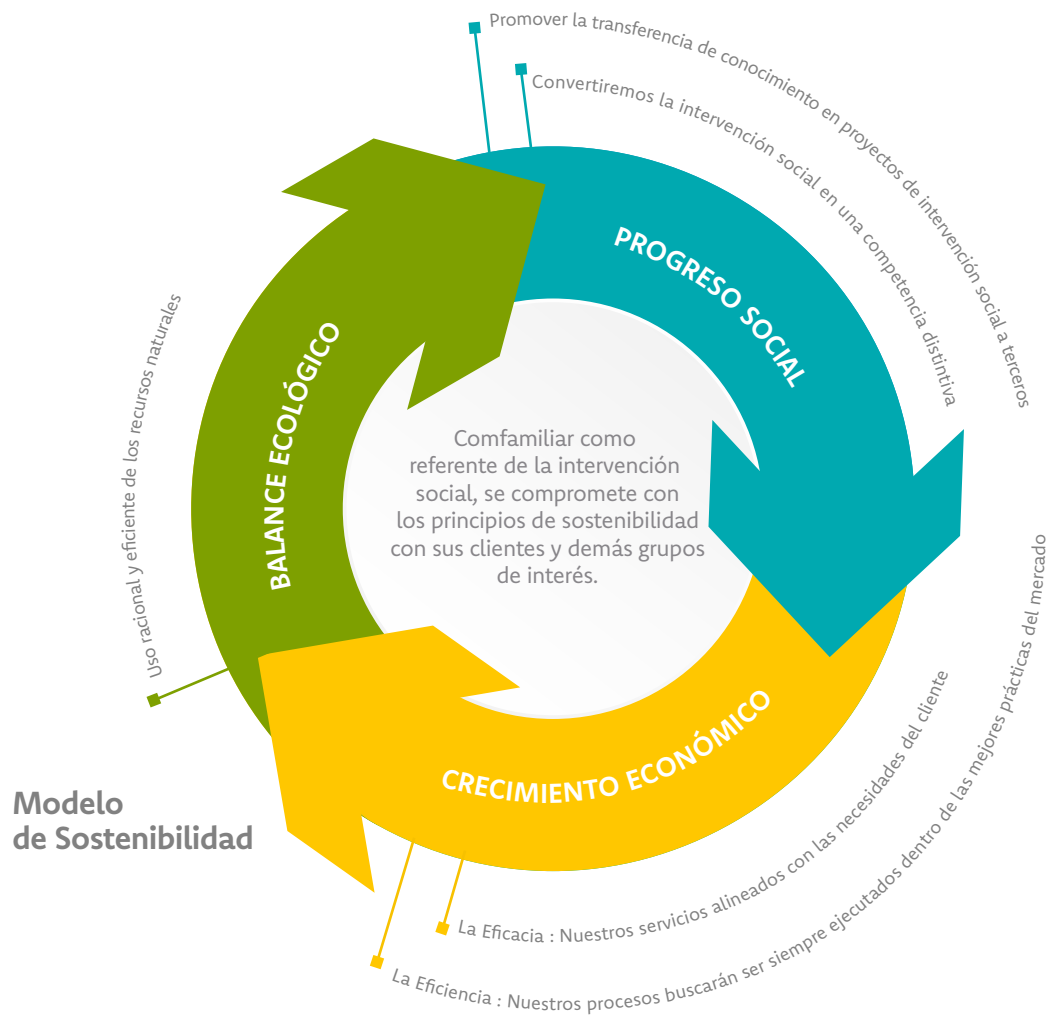 Promover la transferencia de conocimiento en proyectos de intervención social a terceros
Convertiremos la intervención social en una competencia distintiva
PROGRESO SOCIAL
BALANCE ECOLÓGICO
Uso racional y eficiente de los recursos naturales
Comfamiliar como
referente de la intervención
social, se compromete con
los principios de sostenibilidad
con sus clientes y demás grupos
de interés.
CRECIMIENTO ECONÓMICO
Modelo
de Sostenibilidad
La Eficacia : Nuestros servicios alineados con las necesidades del cliente
La Eficiencia : Nuestros procesos buscarán ser siempre ejecutados dentro de las mejores prácticas del mercado